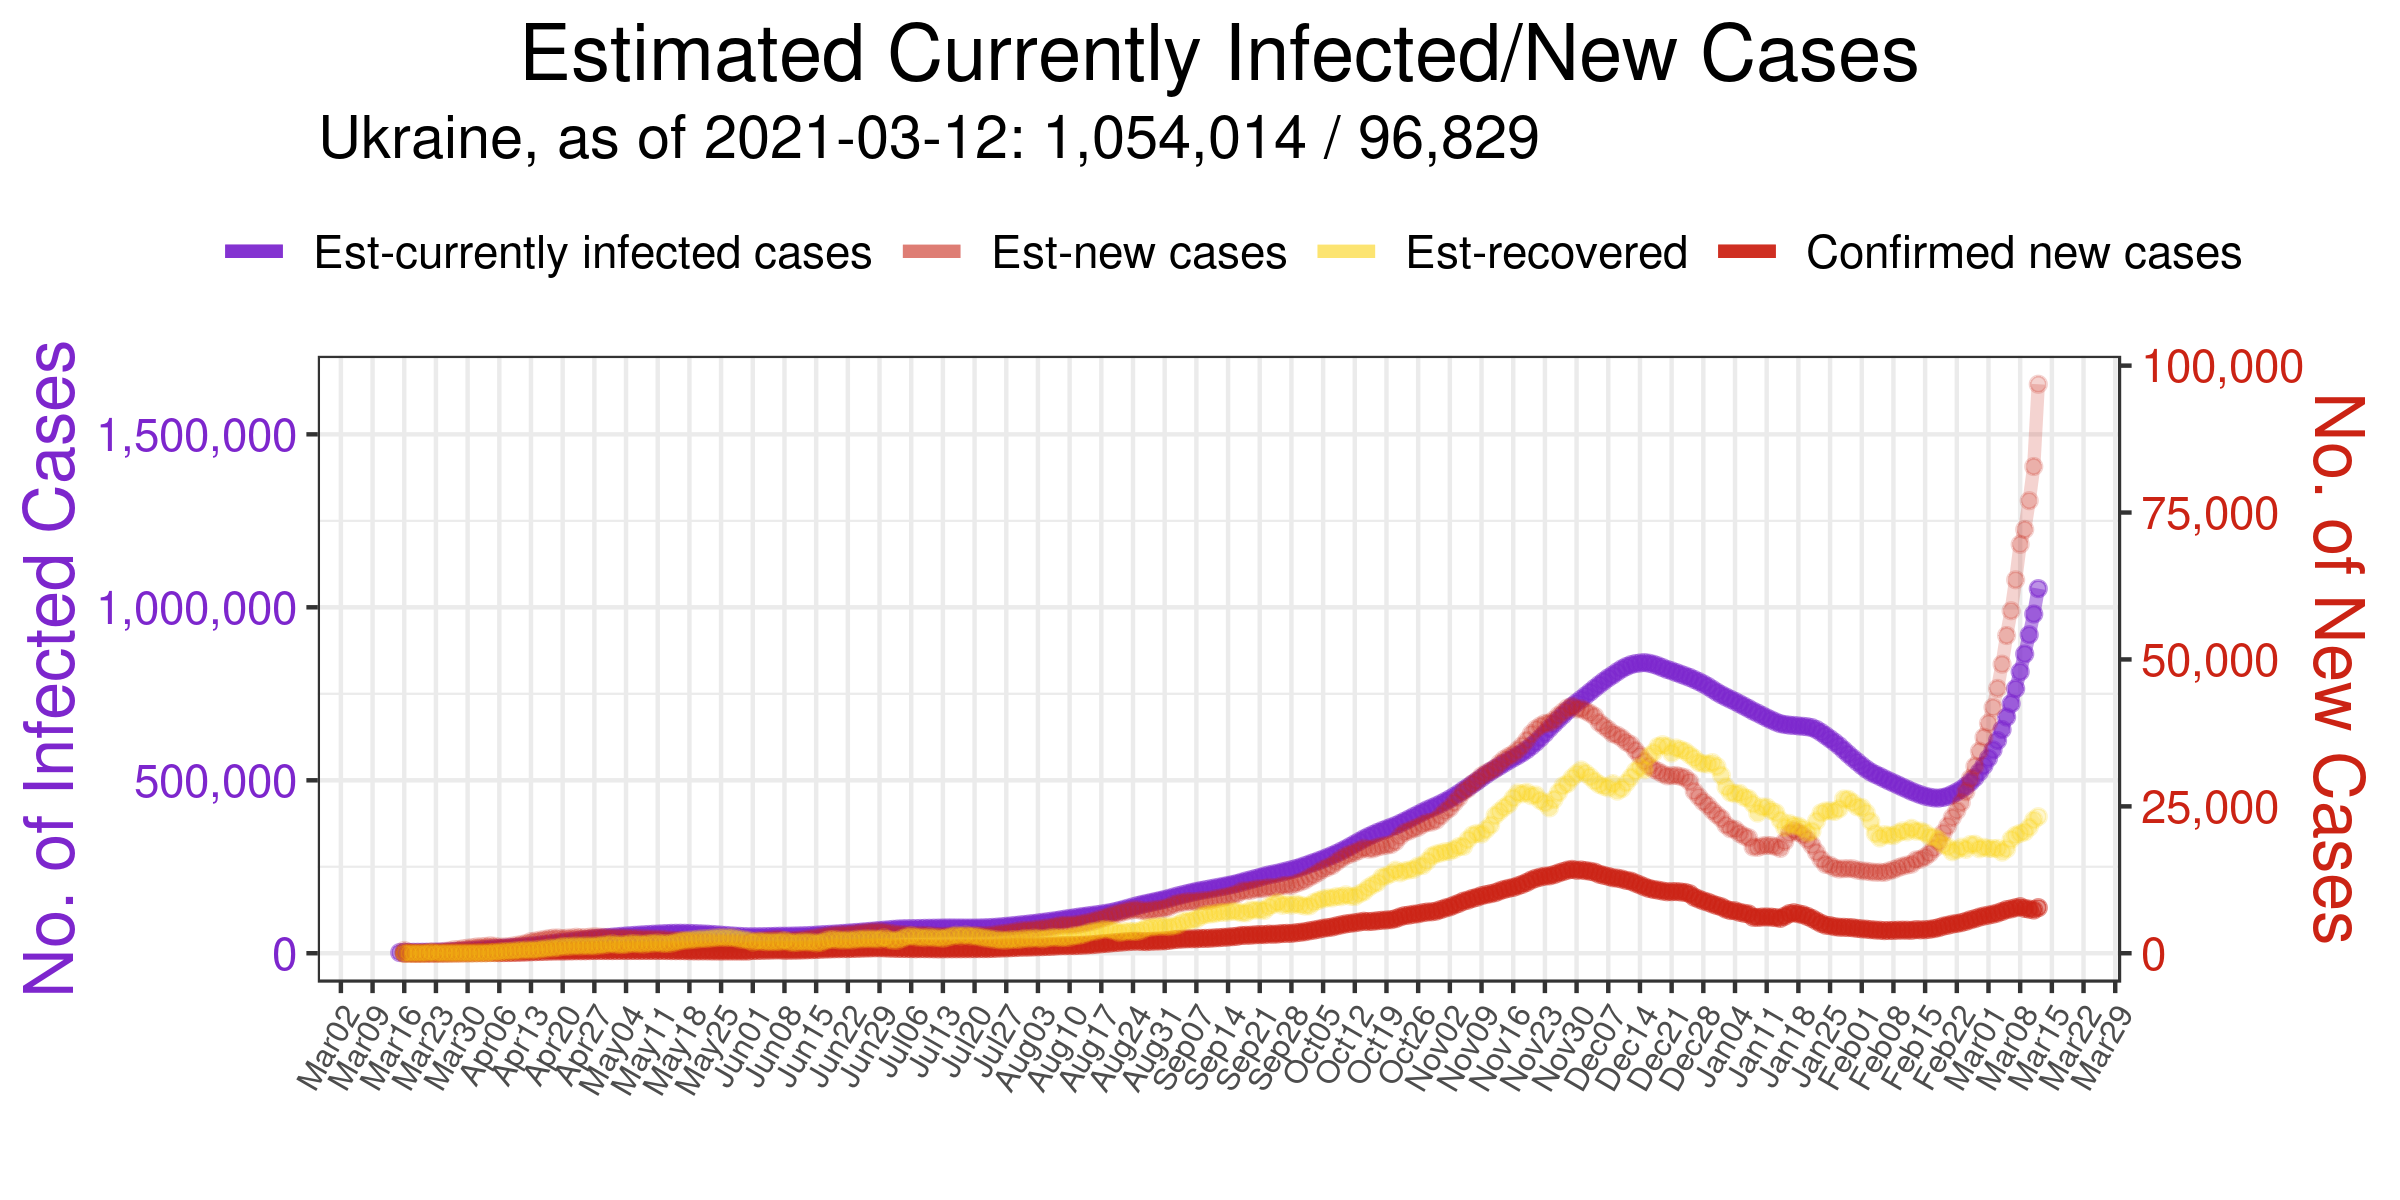 Estimated Currently Infected/New Cases
Ukraine, as of 2021-03-12: 1,054,014 / 96,829
Est-currently infected cases Est-new cases Est-recovered Confirmed new cases
No. of Infected Cases
1,500,000
1,000,000
500,000
0
100,000
75,000
50,000
25,000
0
No. of New Cases
Mar02 Mar09 Mar16 Mar23 Mar30 Apr06 Apr13 Apr20 Apr27 May04 May11 May18 May25 Jun01 Jun08 Jun15 Jun22 Jun29 Jul06 Jul13 Jul20 Jul27 Aug03 Aug10 Aug17 Aug24 Aug31 Sep07 Sep14 Sep21 Sep28 Oct05 Oct12 Oct19 Oct26 Nov02 Nov09 Nov16 Nov23 Nov30 Dec07 Dec14 Dec21 Dec28 Jan04 Jan11 Jan18 Jan25 Feb01 Feb08 Feb15 Feb22 Mar01 Mar08 Mar15 Mar22 Mar29